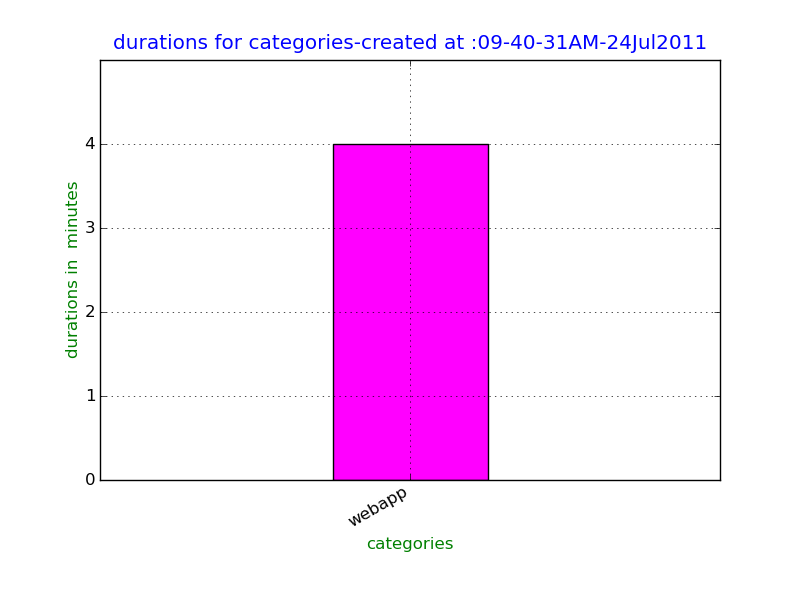 durations for categories-created at :09-40-31AM-24Jul2011
4
3
2
1
0
durations in  minutes
webapp
categories